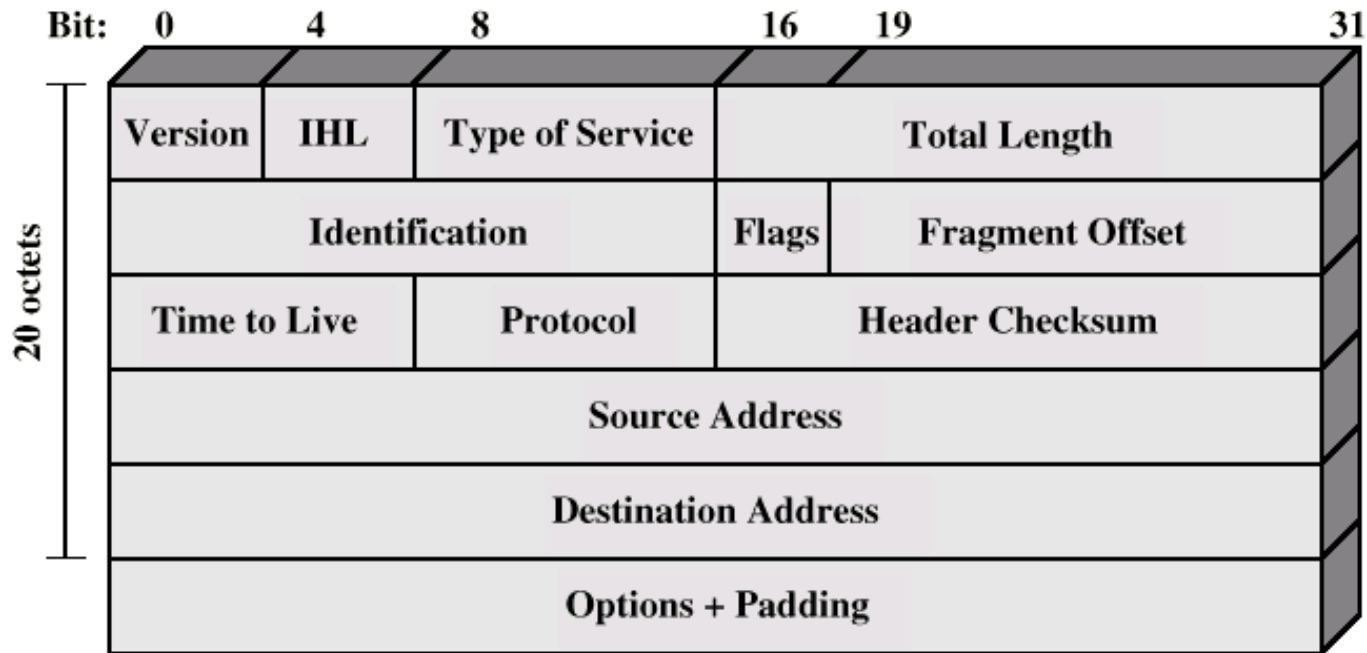 Bit: 0 4 8 16 19 31
Version IHL Type of Service Total Length
Identification Flags Fragment Offset
20 octets
Time to Live Protocol Header Checksum
Source Address
Destination Address
Options + Padding